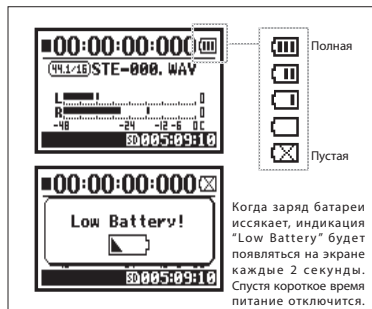 00:00:00:000
44.1/16 STE-000.WAV
L 0
R 0
-48 -24 -12 -6 0C
SD 005:09:10
Полная
Пустая
00:00:00:000
Low Battery!
SD 005:09:10
Когда заряд батареи
иссякает, индикация
“Low Battery” будет
появляться на экране
каждые 2 секунды.
Спустя короткое время
питание отключится.